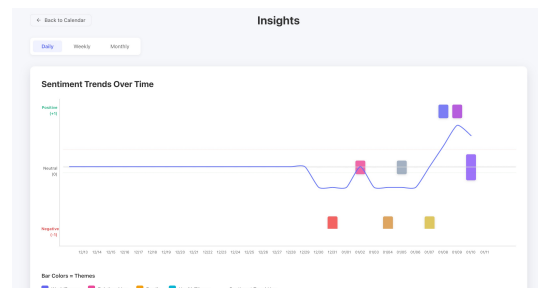 ← Back to Calendar
Insights
Daily Weekly Monthly
Sentiment Trends Over Time
Positive
(+1)
Neutral
(0)
Negative
(-1)
12/13 12/14 12/15 12/16 12/17 12/18 12/19 12/20 12/21 12/22 12/23 12/24 12/25 12/26 12/27 12/28 12/29 12/30 12/31 01/01 01/02 01/03 01/04 01/05 01/06 01/07 01/08 01/09 01/10 01/11
Bar Colors = Themes